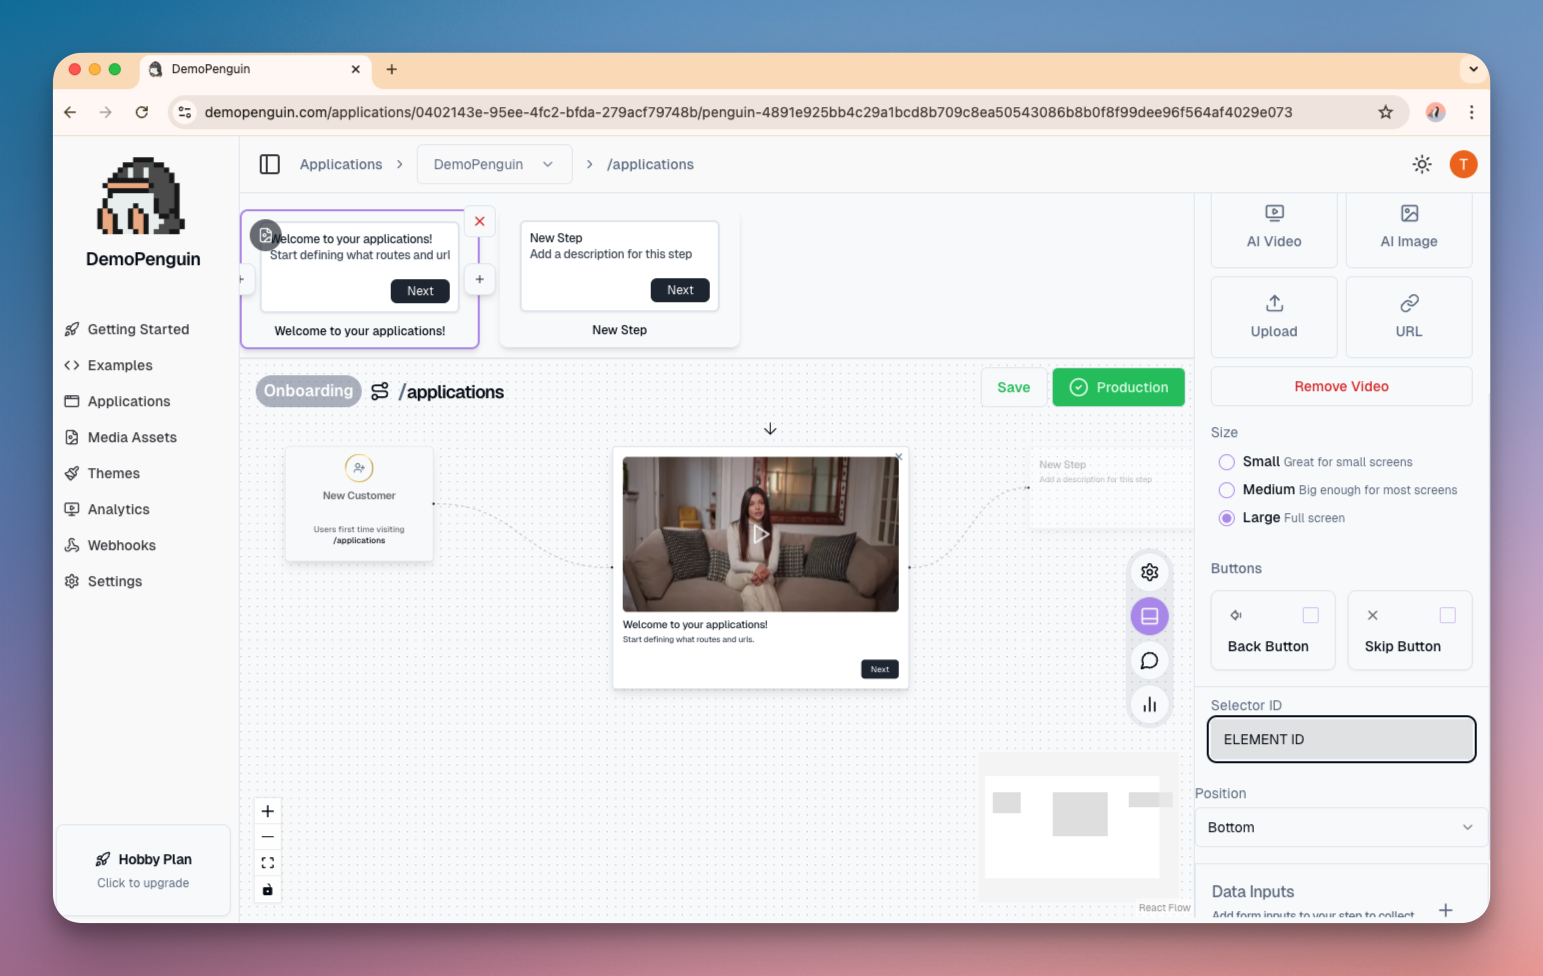 DemoPenguin
demopenguin.com/applications/0402143e-95ee-4fc2-bfda-279acf79748b/penguin-4891e925bb4c29a1bcd8b709c8ea50543086b8b0f8f99dee96f564af4029e073
DemoPenguin
Getting Started
Examples
Applications
Media Assets
Themes
Analytics
Webhooks
Settings
Hobby Plan
Click to upgrade
Applications
DemoPenguin
/applications
T
Welcome to your applications!
Start defining what routes and url
Next
Welcome to your applications!
New Step
Add a description for this step
Next
New Step
Onboarding
/applications
Save
Production
New Customer
Users first time visiting
/applications
Welcome to your applications!
Start defining what routes and urls.
Next
New Step
Add a description for this step
React Flow
AI Video
AI Image
Upload
URL
Remove Video
Size
Small Great for small screens
Medium Big enough for most screens
Large Full screen
Buttons
Back Button
Skip Button
Selector ID
ELEMENT ID
Position
Bottom
Data Inputs
Add form inputs to your step to collect